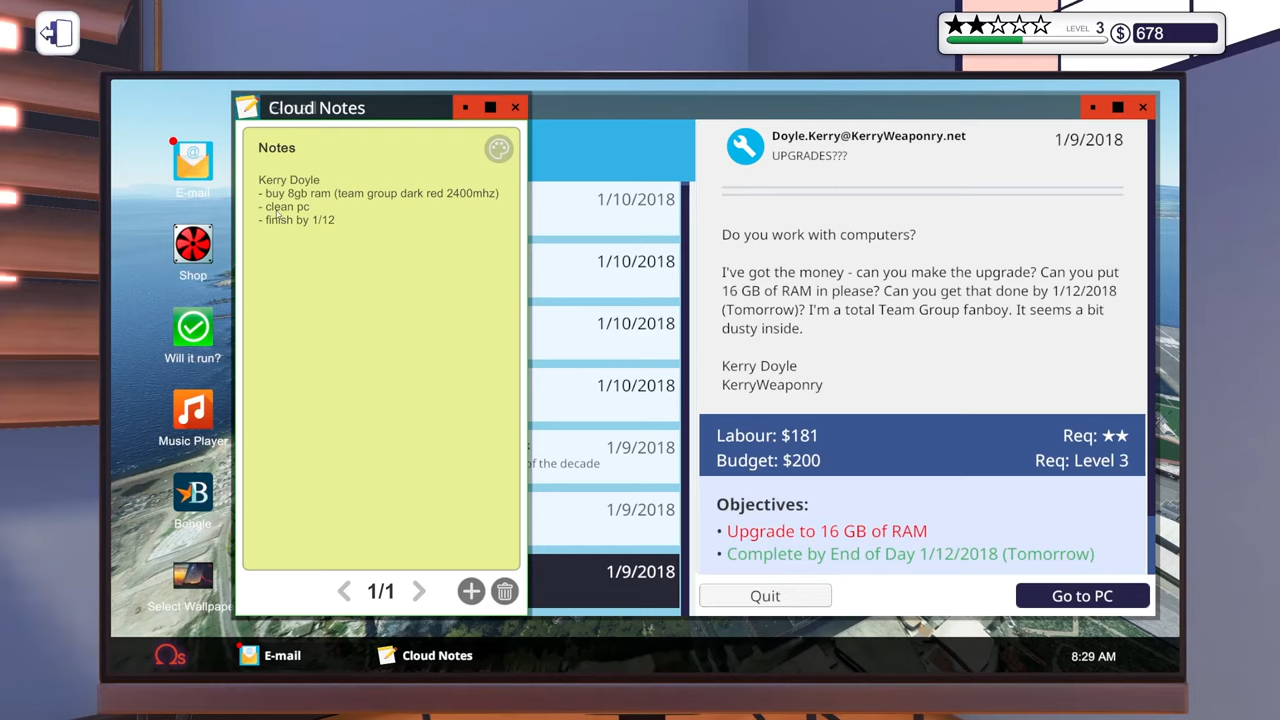 LEVEL 3
$ 678
Cloud Notes
Notes
Kerry Doyle
- buy 8gb ram (team group dark red 2400mhz)
- clean pc
- finish by 1/12
1/1
E-mail
Shop
Will it run?
Music Player
B
Bongle
Select Wallpape
1/10/2018
1/10/2018
1/10/2018
1/10/2018
1/9/2018
of the decade
1/9/2018
1/9/2018
Doyle.Kerry@KerryWeaponry.net
UPGRADES???
1/9/2018
Do you work with computers?
I've got the money - can you make the upgrade? Can you put
16 GB of RAM in please? Can you get that done by 1/12/2018
(Tomorrow)? I'm a total Team Group fanboy. It seems a bit
dusty inside.
Kerry Doyle
KerryWeaponry
Labour: $181
Req: ★★
Budget: $200
Req: Level 3
Objectives:
• Upgrade to 16 GB of RAM
• Complete by End of Day 1/12/2018 (Tomorrow)
Quit
Go to PC
Ωs
E-mail
Cloud Notes
8:29 AM